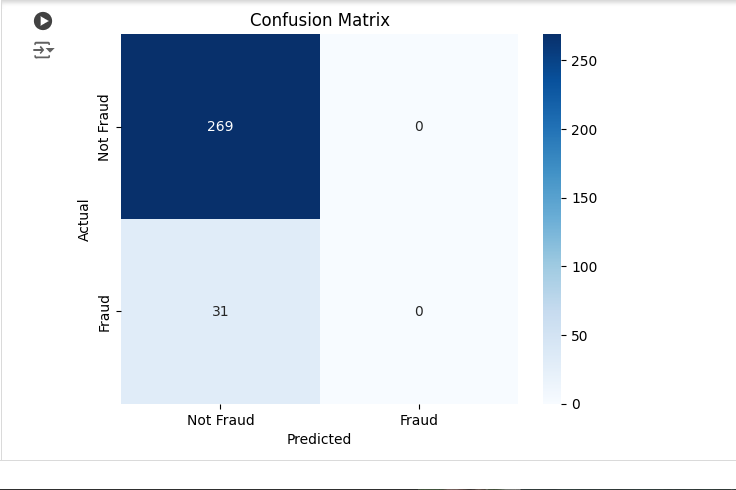 Confusion Matrix
Not Fraud
269
0
250
200
150
100
50
0
Actual
Fraud
31
0
Not Fraud
Fraud
Predicted